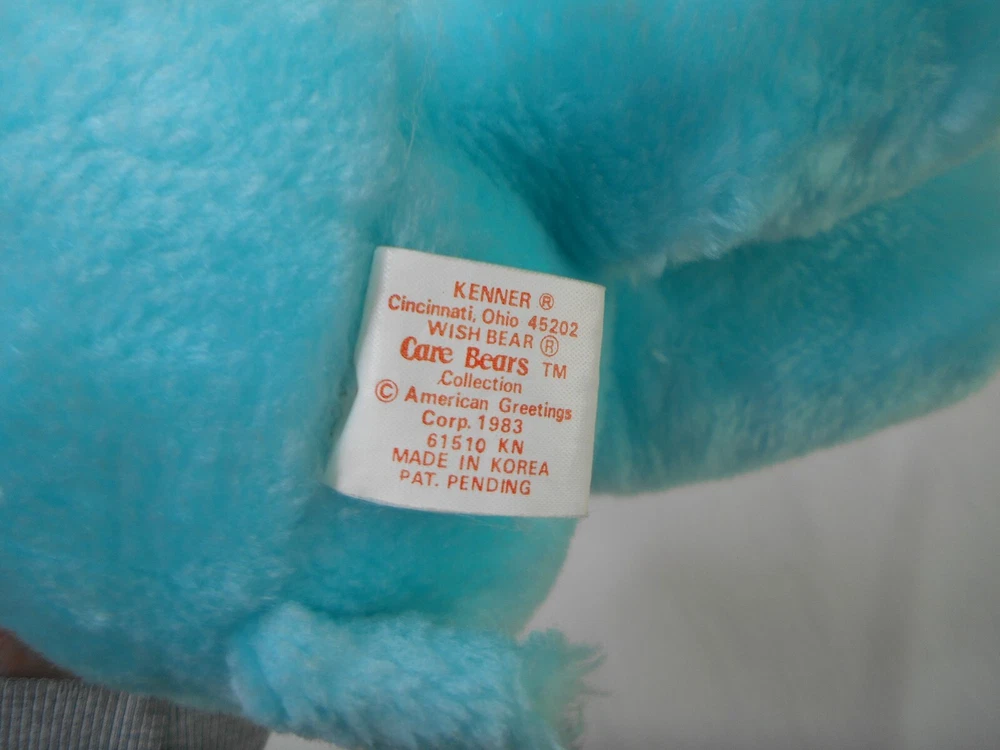 KENNER ®
Cincinnati, Ohio 45202
WISH BEAR ®
Care Bears TM
Collection
© American Greetings
Corp. 1983
61510 KN
MADE IN KOREA
PAT. PENDING